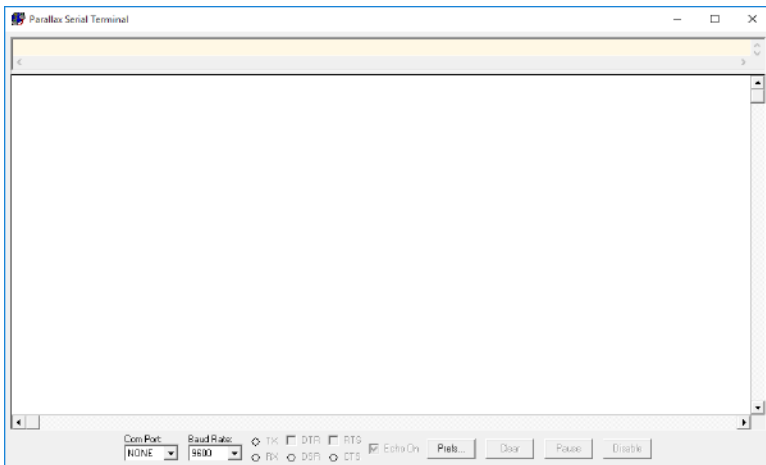 Parallax Serial Terminal
Com Port: Baud Rate: TX DTR RTS
NONE 9600 RX DSR CTS Echo On Prefs... Clear Pause Disable